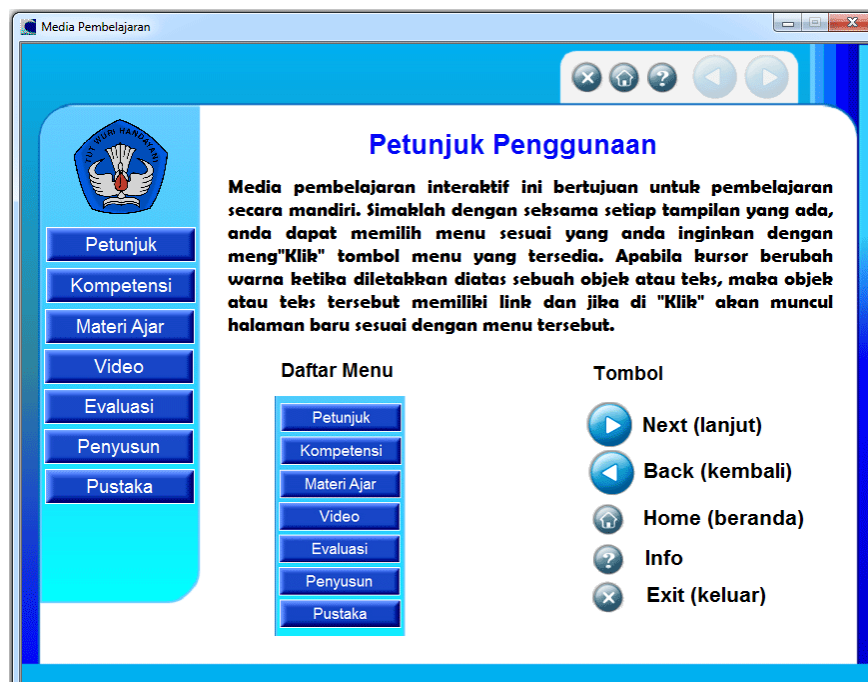 Media Pembelajaran
TUT WURI HANDAYANI
Petunjuk
Kompetensi
Materi Ajar
Video
Evaluasi
Penyusun
Pustaka
Petunjuk Penggunaan
Media pembelajaran interaktif ini bertujuan untuk pembelajaran
secara mandiri. Simaklah dengan seksama setiap tampilan yang ada,
anda dapat memilih menu sesuai yang anda inginkan dengan
meng"Klik" tombol menu yang tersedia. Apabila kursor berubah
warna ketika diletakkan diatas sebuah objek atau teks, maka objek
atau teks tersebut memiliki link dan jika di "Klik" akan muncul
halaman baru sesuai dengan menu tersebut.
Daftar Menu
Petunjuk
Kompetensi
Materi Ajar
Video
Evaluasi
Penyusun
Pustaka
Tombol
Next (lanjut)
Back (kembali)
Home (beranda)
Info
Exit (keluar)